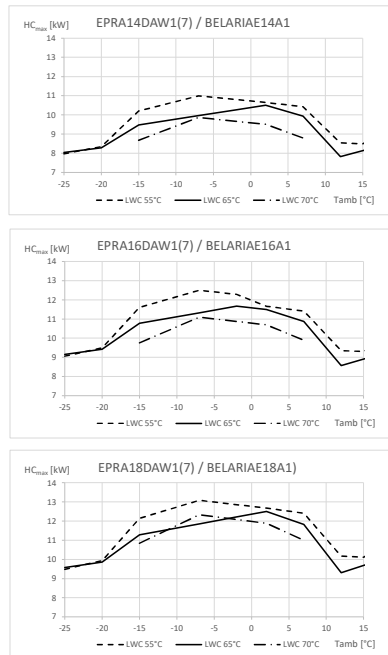 HCmax [kW] EPRA14DAW1(7) / BELARIAE14A1
14
13
12
11
10
9
8
7
-25 -20 -15 -10 -5 0 5 10 15
LWC 55°C LWC 65°C LWC 70°C Tamb [°C]
HCmax [kW] EPRA16DAW1(7) / BELARIAE16A1
14
13
12
11
10
9
8
7
-25 -20 -15 -10 -5 0 5 10 15
LWC 55°C LWC 65°C LWC 70°C Tamb [°C]
HCmax [kW] EPRA18DAW1(7) / BELARIAE18A1)
14
13
12
11
10
9
8
7
-25 -20 -15 -10 -5 0 5 10 15
LWC 55°C LWC 65°C LWC 70°C Tamb [°C]